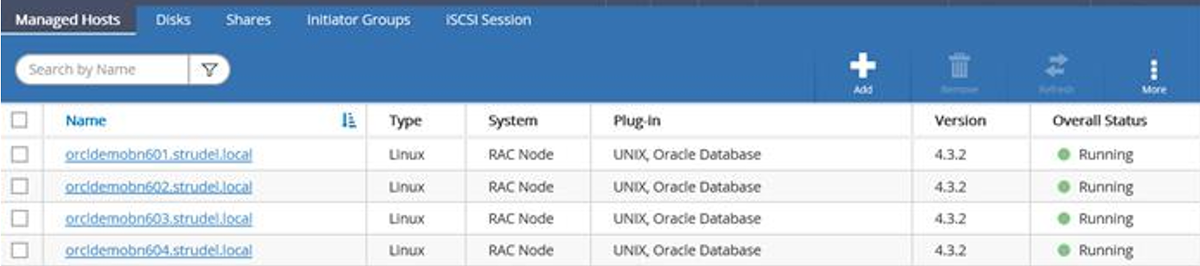 Managed Hosts Disks Shares Initiator Groups iSCSI Session
Search by Name
Add Remove Refresh More
Name Type System Plug-in Version Overall Status
orcldemobn601.strudel.local Linux RAC Node UNIX, Oracle Database 4.3.2 Running
orcldemobn602.strudel.local Linux RAC Node UNIX, Oracle Database 4.3.2 Running
orcldemobn603.strudel.local Linux RAC Node UNIX, Oracle Database 4.3.2 Running
orcldemobn604.strudel.local Linux RAC Node UNIX, Oracle Database 4.3.2 Running